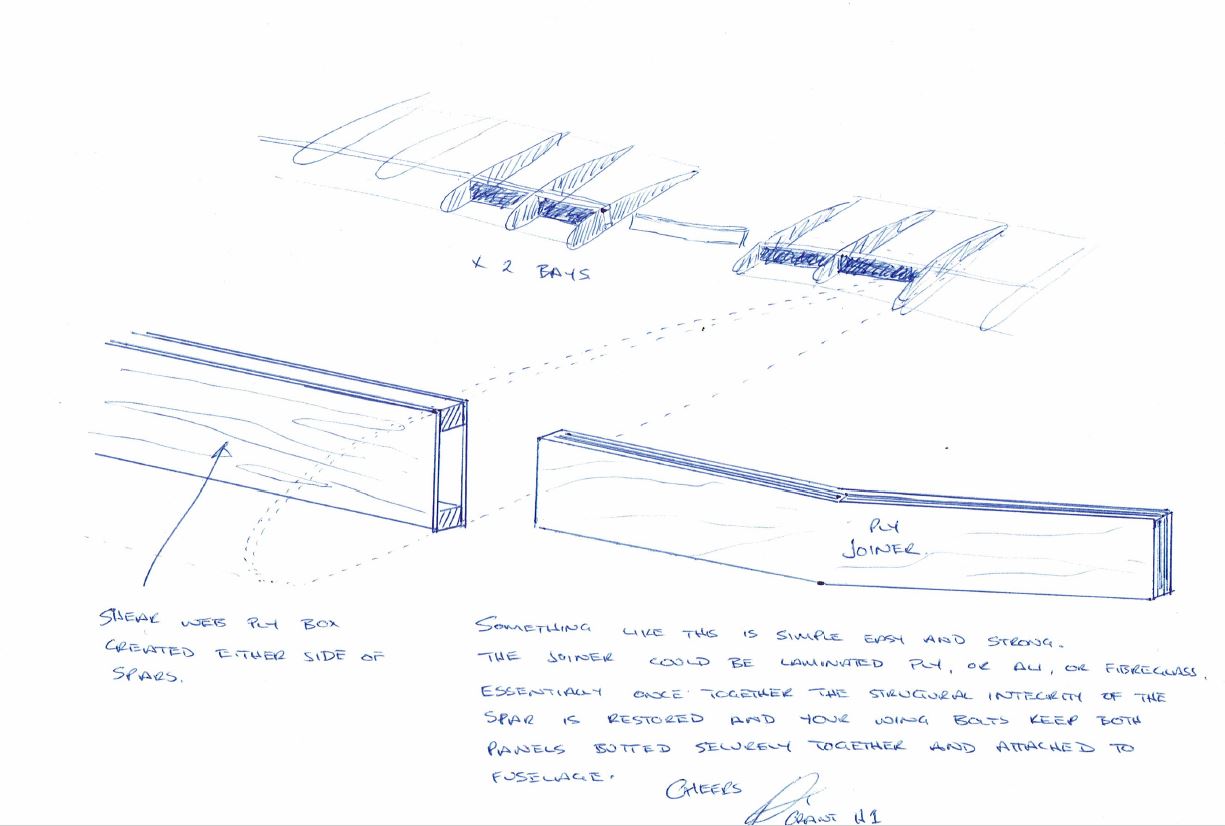 x 2 BAYS
PLY
JOINER
SHEAR WEB PLY BOX
CREATED EITHER SIDE OF
SPARS.
SOMETHING LIKE THIS IS SIMPLE EASY AND STRONG.
THE JOINER COULD BE LAMINATED PLY, OR ALI, OR FIBREGLASS.
ESSENTIALLY ONCE TOGETHER THE STRUCTURAL INTEGRITY OF THE
SPAR IS RESTORED AND YOUR WING BOLTS KEEP BOTH
PANELS BUTTED SECURELY TOGETHER AND ATTACHED TO
FUSELAGE.
CHEERS
GRANT